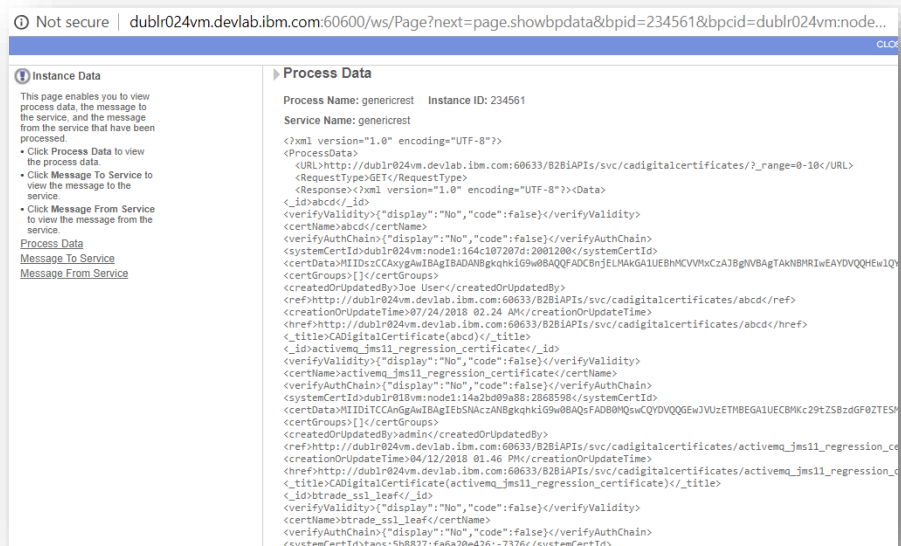 Not secure dublr024vm.devlab.ibm.com:60600/ws/Page?next=page.showbpdata&bpid=234561&bpcid=dublr024vm:node...
Instance Data
This page enables you to view
process data, the message to
the service, and the message
from the service that have been
processed.
• Click Process Data to view
the process data.
• Click Message To Service to
view the message to the
service.
• Click Message From Service
to view the message from the
service.
Process Data
Message To Service
Message From Service
Process Data
Process Name: genericrest Instance ID: 234561
Service Name: genericrest
<?xml version="1.0" encoding="UTF-8"?>
<ProcessData>
<URL>http://dublr024vm.devlab.ibm.com:60633/B2BiAPIs/svc/cadigitalcertificates/?_range=0-10</URL>
<RequestType>GET</RequestType>
<Response><?xml version="1.0" encoding="UTF-8"?><Data>
<_id>abcd</_id>
<verifyValidity>{"display":"No","code":false}</verifyValidity>
<certName>abcd</certName>
<verifyAuthChain>{"display":"No","code":false}</verifyAuthChain>
<systemCertId>dublr024vm:node1:164c107207d:2001200</systemCertId>
<certData>MIIDszCCAxygAwIBAgIBADANBgkqhkiG9w0BAQQFADCBnjELMAkGA1UEBhMCVVMxCzAJBgNVBAgTAkNBMRIwEAYDVQQHEwlQY
<certGroups>[]</certGroups>
<createdOrUpdatedBy>Joe User</createdOrUpdatedBy>
<ref>http://dublr024vm.devlab.ibm.com:60633/B2BiAPIs/svc/cadigitalcertificates/abcd</ref>
<creationOrUpdateTime>07/24/2018 02.24 AM</creationOrUpdateTime>
<href>http://dublr024vm.devlab.ibm.com:60633/B2BiAPIs/svc/cadigitalcertificates/abcd</href>
<_title>CADigitalCertificate(abcd)</_title>
<_id>activemq_jms11_regression_certificate</_id>
<verifyValidity>{"display":"No","code":false}</verifyValidity>
<certName>activemq_jms11_regression_certificate</certName>
<verifyAuthChain>{"display":"No","code":false}</verifyAuthChain>
<systemCertId>dublr018vm:node1:14a2bd09a88:2868598</systemCertId>
<certData>MIIDiTCCAnGgAwIBAgIEbSNAczANBgkqhkiG9w0BAQsFADB0MQswCQYDVQQGEwJVUzETMBEGA1UECBMKc29tZSBzdGF0ZTESM
<certGroups>[]</certGroups>
<createdOrUpdatedBy>admin</createdOrUpdatedBy>
<ref>http://dublr024vm.devlab.ibm.com:60633/B2BiAPIs/svc/cadigitalcertificates/activemq_jms11_regression_ce
<creationOrUpdateTime>04/12/2018 01.46 PM</creationOrUpdateTime>
<href>http://dublr024vm.devlab.ibm.com:60633/B2BiAPIs/svc/cadigitalcertificates/activemq_jms11_regression_c
<_title>CADigitalCertificate(activemq_jms11_regression_certificate)</_title>
<_id>btrade_ssl_leaf</_id>
<verifyValidity>{"display":"No","code":false}</verifyValidity>
<certName>btrade_ssl_leaf</certName>
<verifyAuthChain>{"display":"No","code":false}</verifyAuthChain>
<systemCertId>taos:5b8827:fa6a20e426:-7376</systemCertId>